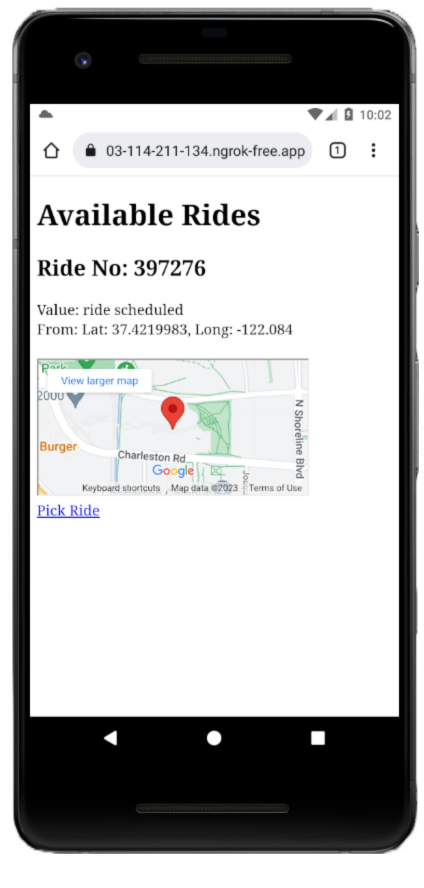 10:02
03-114-211-134.ngrok-free.app
1
Available Rides
Ride No: 397276
Value: ride scheduled
From: Lat: 37.4219983, Long: -122.084
Park
View larger map
2000
N Shoreline Blvd
Burger
Charleston Rd
Google
Keyboard shortcuts Map data ©2023 Terms of Use
Pick Ride